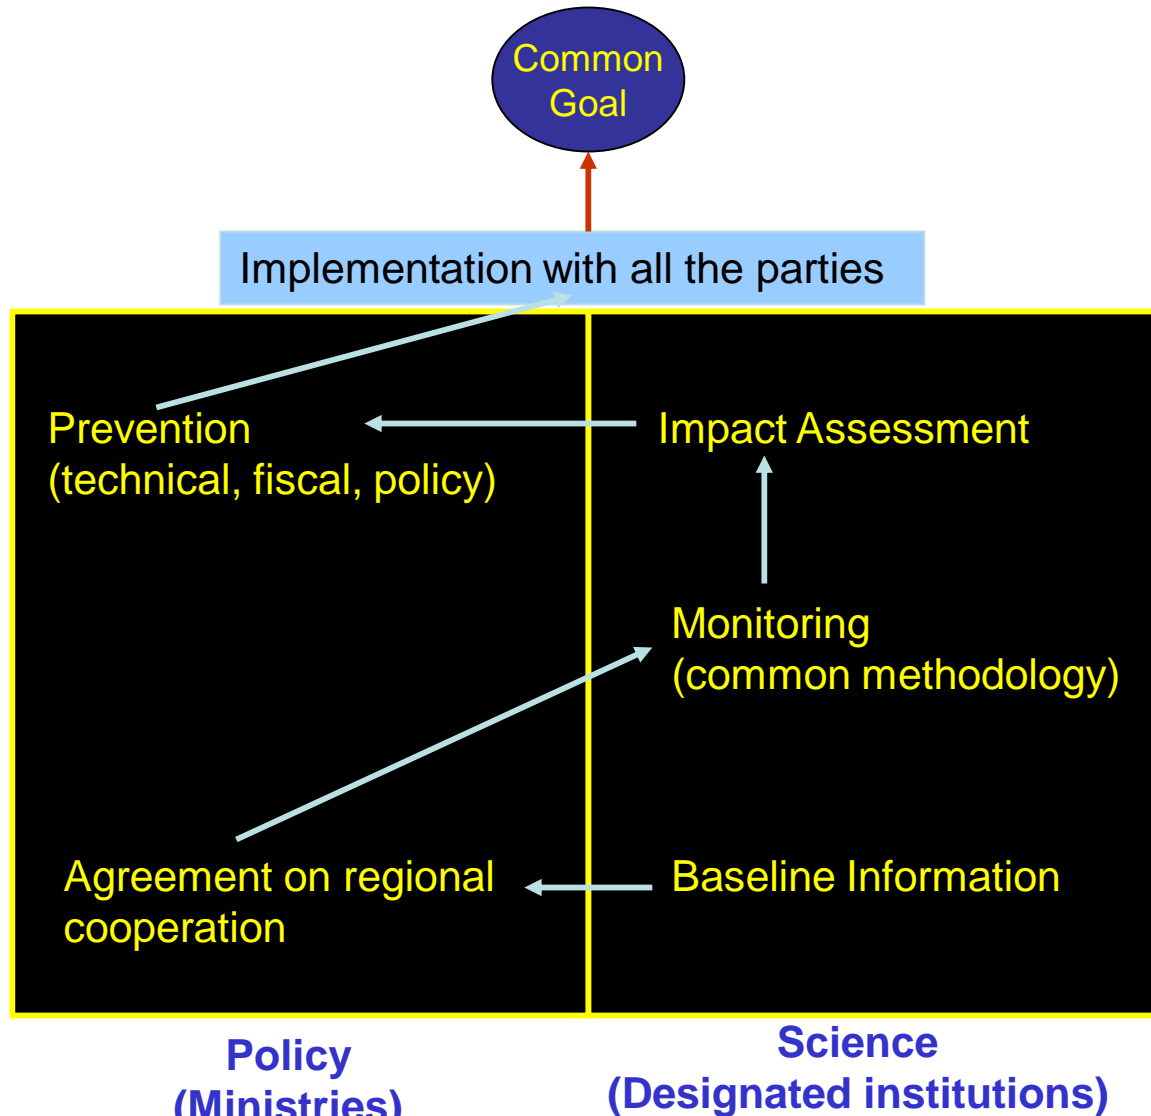 Common
Goal
Implementation with all the parties
Prevention
(technical, fiscal, policy)
Impact Assessment
Monitoring
(common methodology)
Agreement on regional
cooperation
Baseline Information
Policy
(Ministries)
Science
(Designated institutions)